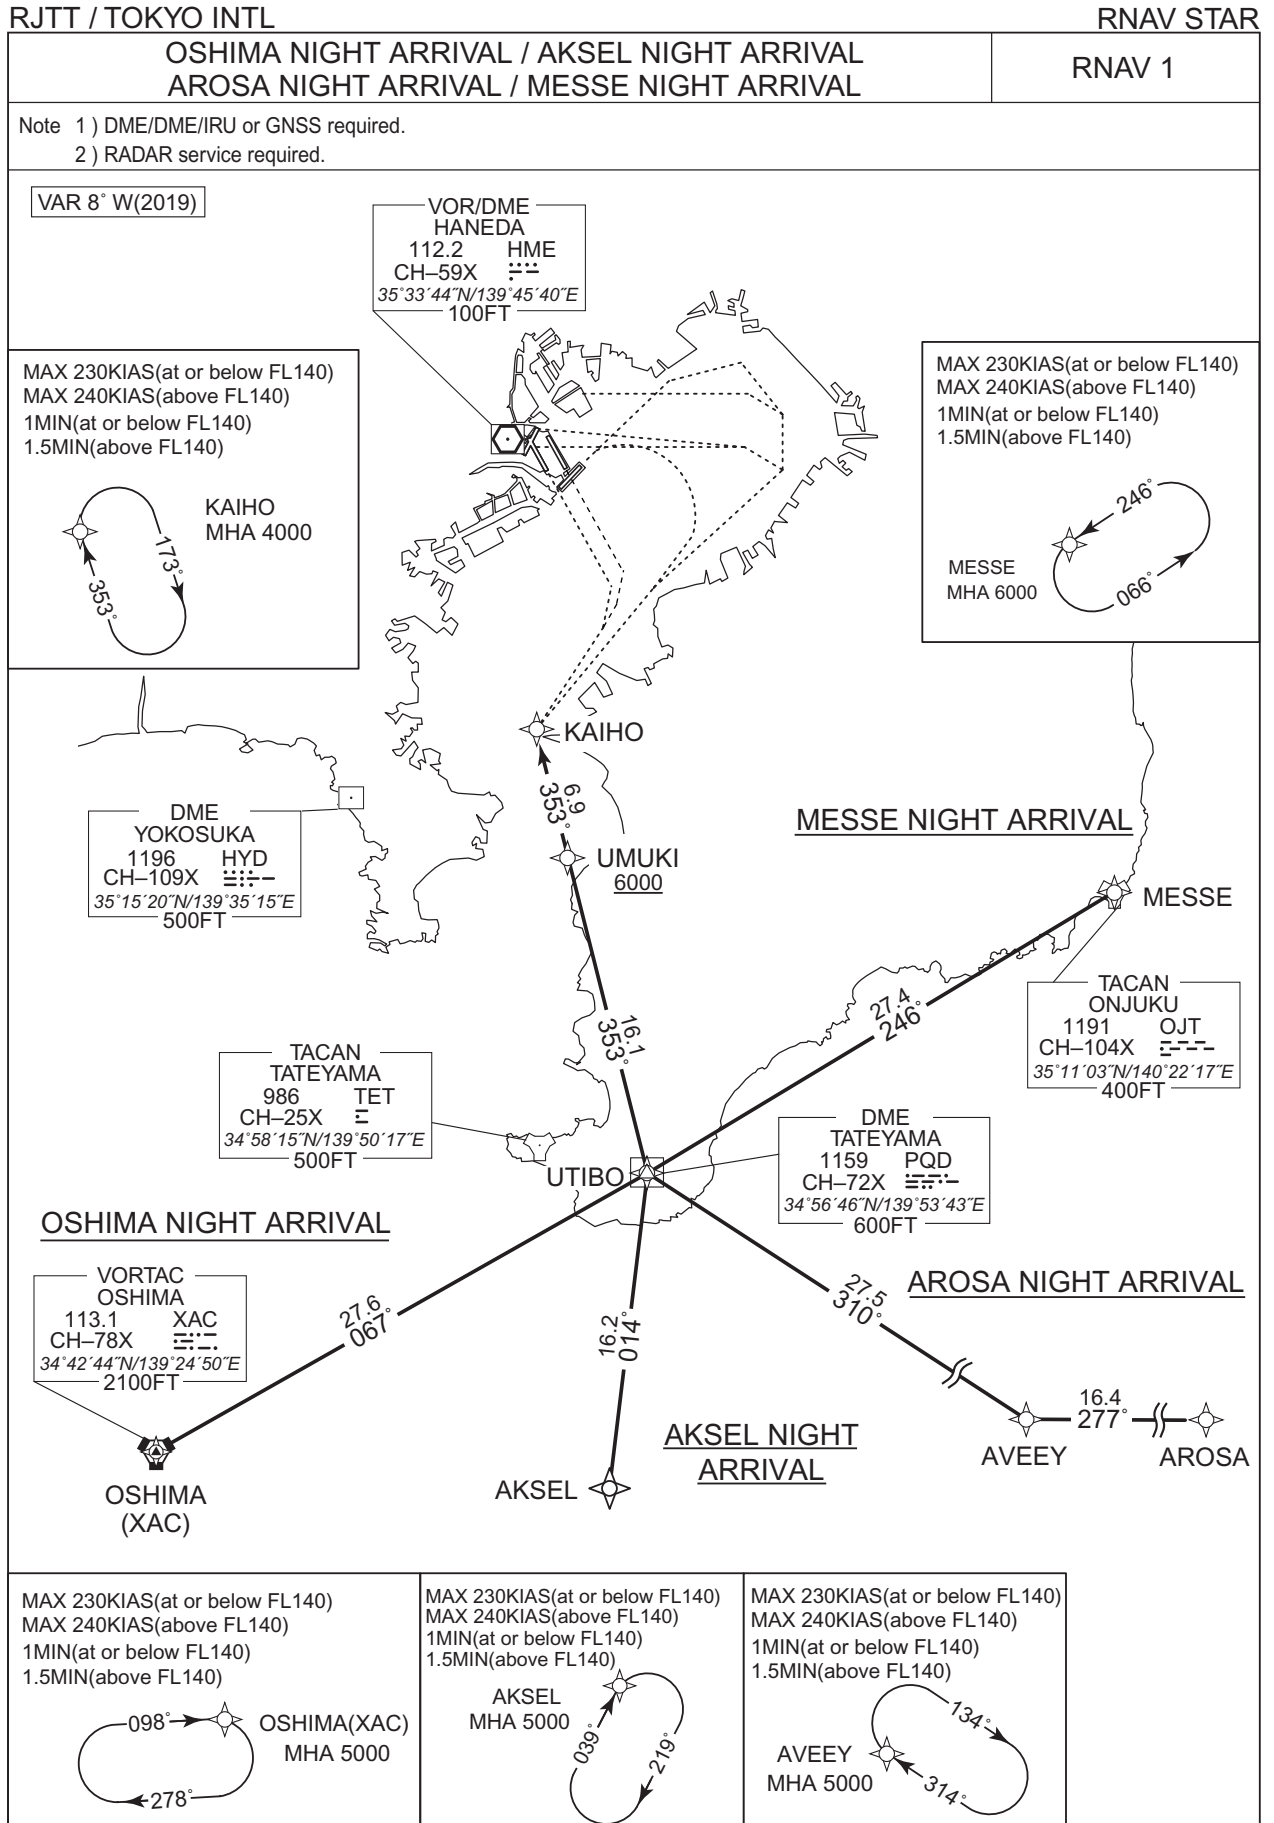 RJTT / TOKYO INTL
RNAV STAR
OSHIMA NIGHT ARRIVAL / AKSEL NIGHT ARRIVAL
AROSA NIGHT ARRIVAL / MESSE NIGHT ARRIVAL
RNAV 1
Note 1 ) DME/DME/IRU or GNSS required.
2 ) RADAR service required.
VAR 8˚ W(2019)
VOR/DME
HANEDA
112.2 HME
CH–59X
35˚33´44˝N/139˚45´40˝E
100FT
MAX 230KIAS(at or below FL140)
MAX 240KIAS(above FL140)
1MIN(at or below FL140)
1.5MIN(above FL140)
KAIHO
MHA 4000
173˚
353˚
MAX 230KIAS(at or below FL140)
MAX 240KIAS(above FL140)
1MIN(at or below FL140)
1.5MIN(above FL140)
246˚
MESSE
MHA 6000
066˚
KAIHO
6.9
353˚
DME
YOKOSUKA
1196 HYD
CH–109X
35˚15´20˝N/139˚35´15˝E
500FT
UMUKI
6000
MESSE NIGHT ARRIVAL
MESSE
TACAN
ONJUKU
1191 OJT
CH–104X
35˚11´03˝N/140˚22´17˝E
400FT
27.4
246˚
16.1
353˚
TACAN
TATEYAMA
986 TET
CH–25X
34˚58´15˝N/139˚50´17˝E
500FT
DME
TATEYAMA
1159 PQD
CH–72X
34˚56´46˝N/139˚53´43˝E
600FT
UTIBO
OSHIMA NIGHT ARRIVAL
VORTAC
OSHIMA
113.1 XAC
CH–78X
34˚42´44˝N/139˚24´50˝E
2100FT
27.6
067˚
16.2
014˚
27.5
310˚
AROSA NIGHT ARRIVAL
16.4
277˚
AVEEY
AROSA
AKSEL NIGHT
ARRIVAL
AKSEL
OSHIMA
(XAC)
MAX 230KIAS(at or below FL140)
MAX 240KIAS(above FL140)
1MIN(at or below FL140)
1.5MIN(above FL140)
098˚
OSHIMA(XAC)
MHA 5000
278˚
MAX 230KIAS(at or below FL140)
MAX 240KIAS(above FL140)
1MIN(at or below FL140)
1.5MIN(above FL140)
AKSEL
MHA 5000
039˚
219˚
MAX 230KIAS(at or below FL140)
MAX 240KIAS(above FL140)
1MIN(at or below FL140)
1.5MIN(above FL140)
134˚
AVEEY
MHA 5000
314˚